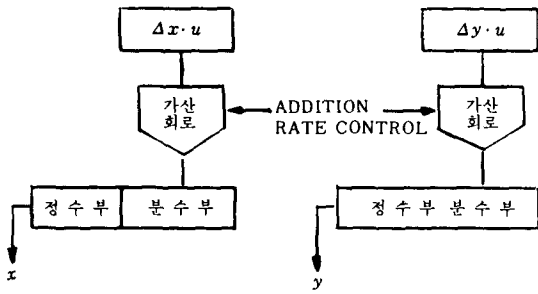 Δx·u
Δy·u
가산
회로
ADDITION
RATE CONTROL
가산
회로
정 수 부
분 수 부
정 수 부 분 수 부
x
y